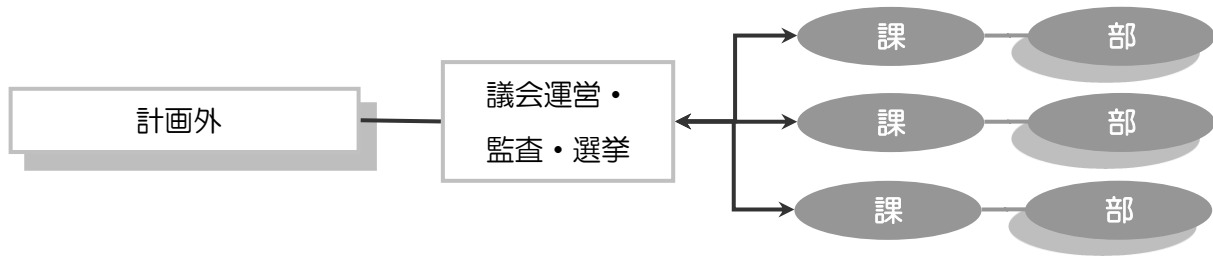 計画外
議会運営・
監査・選挙
課 部
課 部
課 部